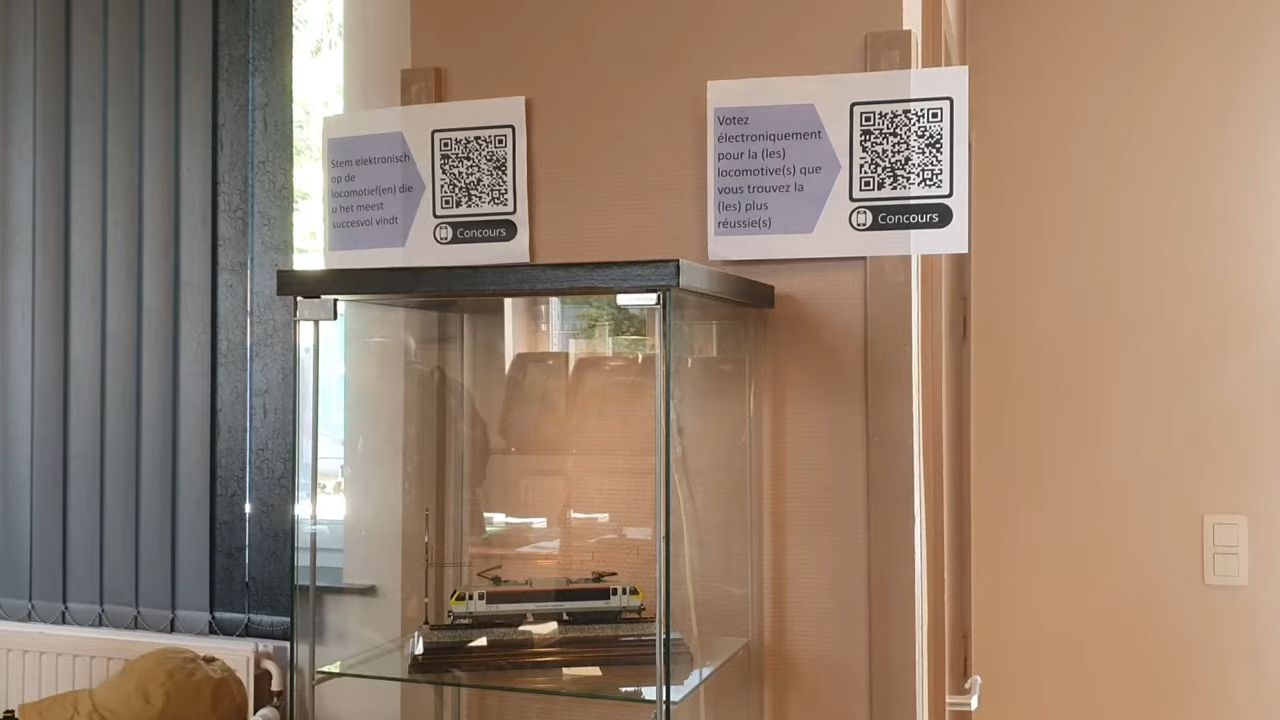 Stem elektronisch
op de
locomotief(en) die
u het meest
succesvol vindt
Concours
Votez
électroniquement
pour la (les)
locomotive(s) que
vous trouvez la
(les) plus
réussie(s)
Concours